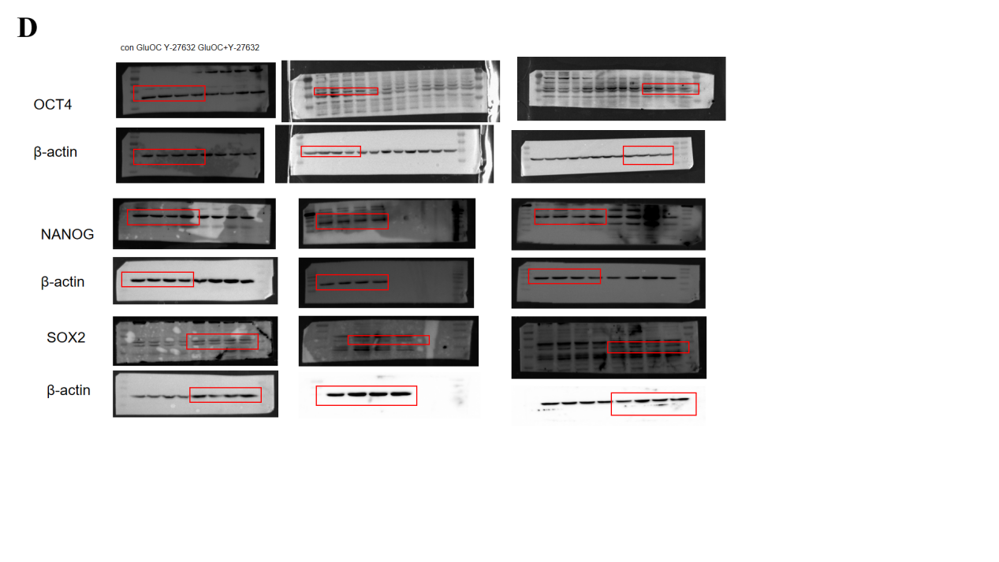 D
con GluOC Y-27632 GluOC+Y-27632
OCT4
β-actin
NANOG
β-actin
SOX2
β-actin